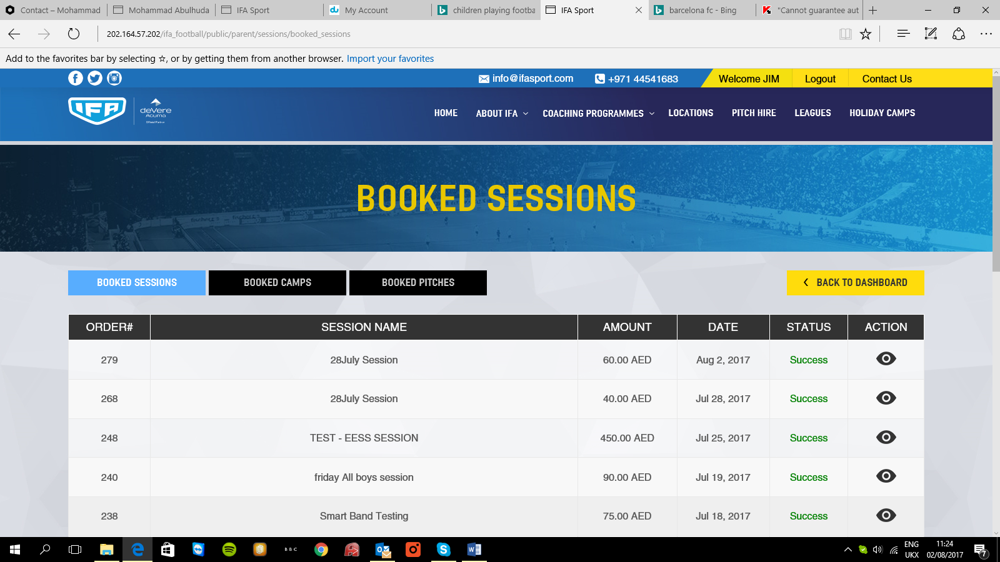 Contact – Mohammad
Mohammad Abulhuda
IFA Sport
du My Account
children playing footba
IFA Sport
barcelona fc - Bing
"Cannot guarantee aut
202.164.57.202/ifa_football/public/parent/sessions/booked_sessions
Add to the favorites bar by selecting ☆, or by getting them from another browser. Import your favorites
info@ifasport.com +971 44541683 Welcome JIM Logout Contact Us
IFA deVere Acuma Official Partner
HOME ABOUT IFA COACHING PROGRAMMES LOCATIONS PITCH HIRE LEAGUES HOLIDAY CAMPS
BOOKED SESSIONS
BOOKED SESSIONS BOOKED CAMPS BOOKED PITCHES BACK TO DASHBOARD
ORDER# SESSION NAME AMOUNT DATE STATUS ACTION
279 28July Session 60.00 AED Aug 2, 2017 Success
268 28July Session 40.00 AED Jul 28, 2017 Success
248 TEST - EESS SESSION 450.00 AED Jul 25, 2017 Success
240 friday All boys session 90.00 AED Jul 19, 2017 Success
238 Smart Band Testing 75.00 AED Jul 18, 2017 Success
BBC
ENG 11:24
UKX 02/08/2017 7